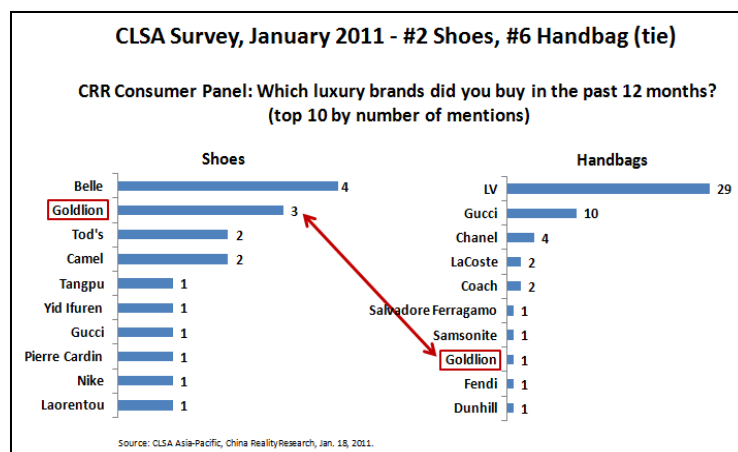 CLSA Survey, January 2011 - #2 Shoes, #6 Handbag (tie)
CRR Consumer Panel: Which luxury brands did you buy in the past 12 months?
(top 10 by number of mentions)
Shoes
Belle 4
Goldlion 3
Tod's 2
Camel 2
Tangpu 1
Yid Ifuren 1
Gucci 1
Pierre Cardin 1
Nike 1
Laorentou 1
Handbags
LV 29
Gucci 10
Chanel 4
LaCoste 2
Coach 2
Salvadore Ferragamo 1
Samsonite 1
Goldlion 1
Fendi 1
Dunhill 1
Source: CLSA Asia-Pacific, China RealityResearch, Jan. 18, 2011.